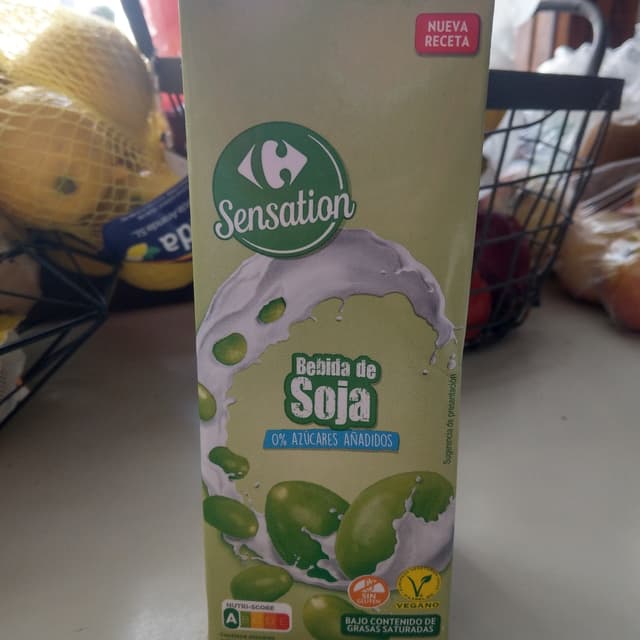 NUEVA
RECETA
Sensation
da
Bebida de
Soja
0% AZÚCARES AÑADIDOS
Sugerencia de presentación
SIN
GLUTEN
VEGANO
NUTRI-SCORE
A
BAJO CONTENIDO DE
GRASAS SATURADAS